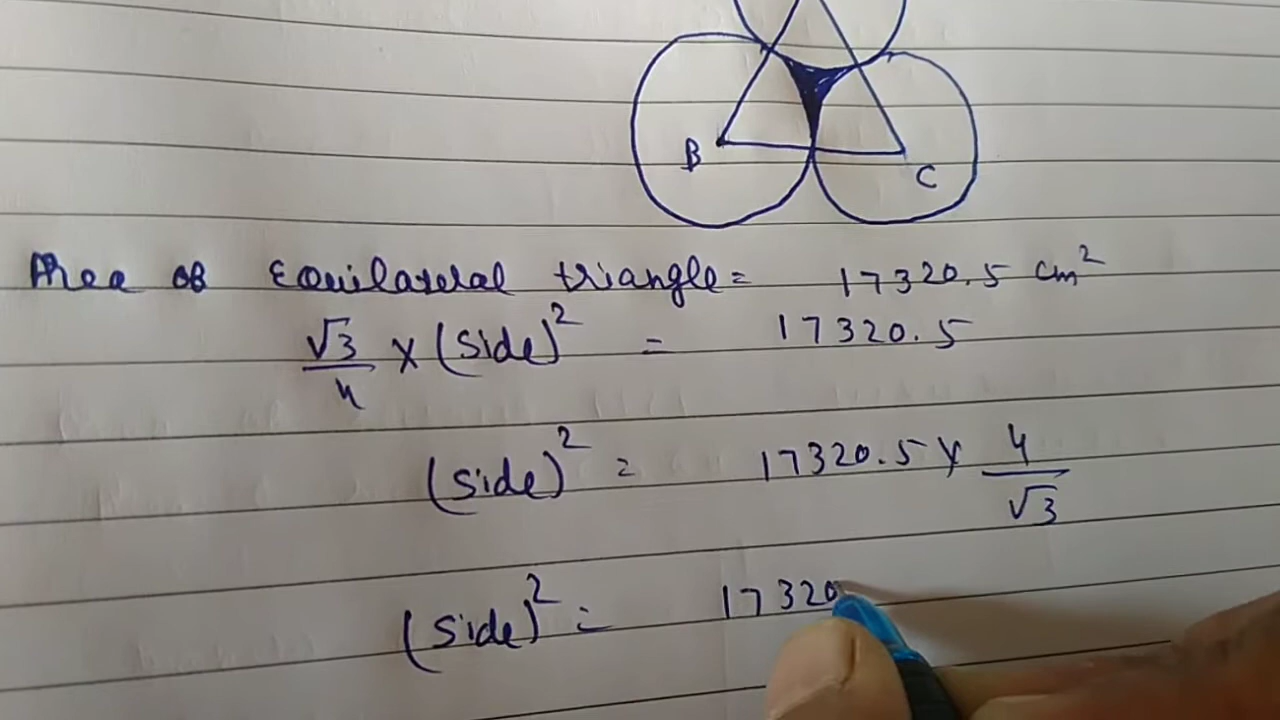 B
C
Area of Equilateral triangle = 17320.5 cm²
√3/4 × (side)² = 17320.5
(side)² = 17320.5 × 4/√3
(side)² = 17320